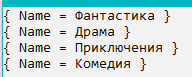 { Name = Фантастика }
{ Name = Драма }
{ Name = Приключения }
{ Name = Комедия }